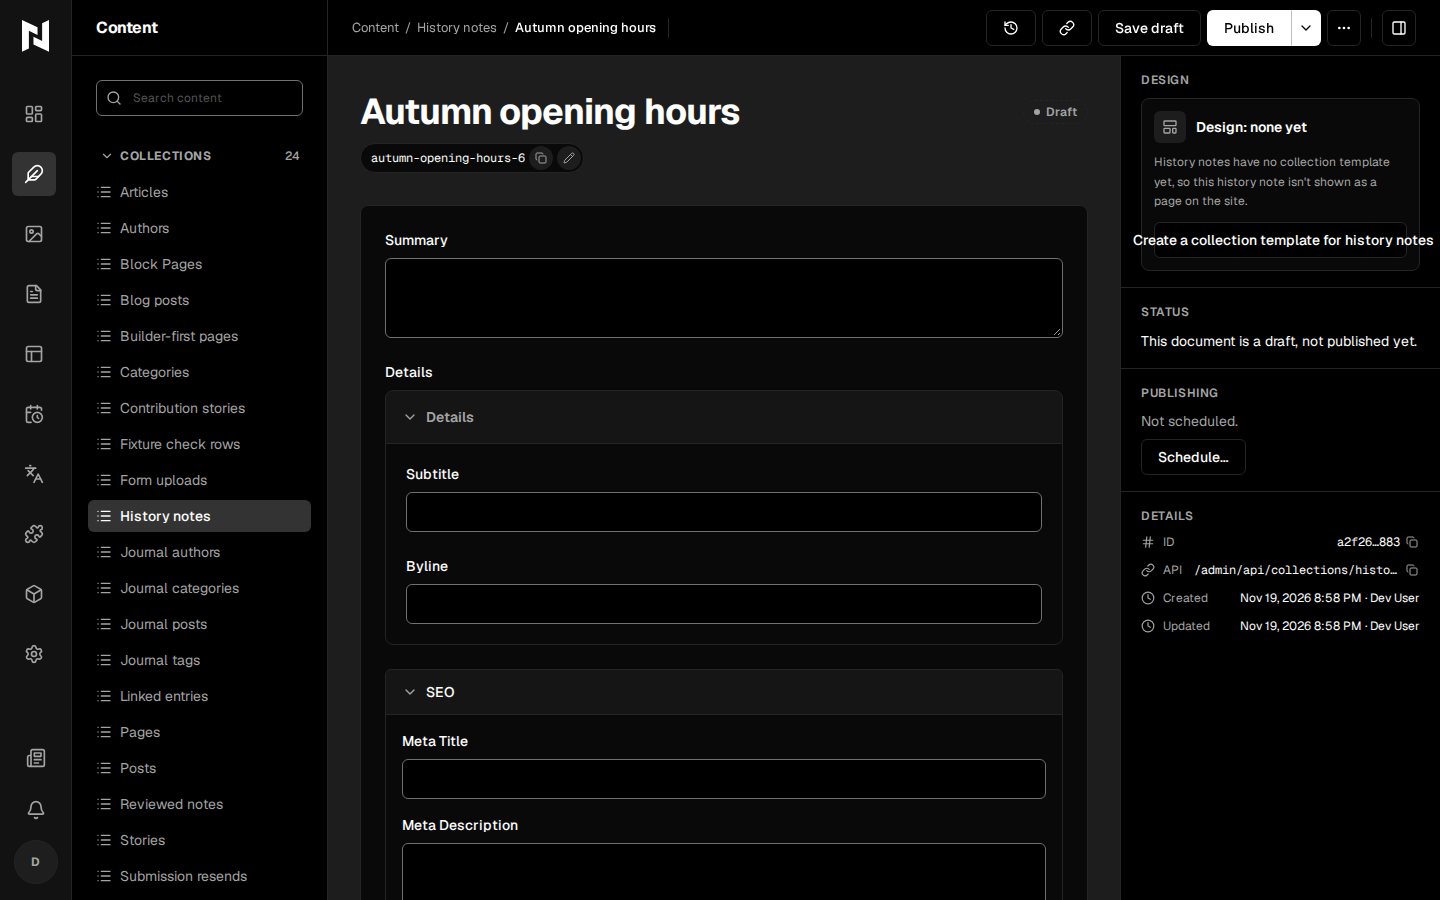 Content
Content / History notes / Autumn opening hours
Save draft
Publish
Search content
COLLECTIONS 24
Articles
Authors
Block Pages
Blog posts
Builder-first pages
Categories
Contribution stories
Fixture check rows
Form uploads
History notes
Journal authors
Journal categories
Journal posts
Journal tags
Linked entries
Pages
Posts
Reviewed notes
Stories
Submission resends
D
Autumn opening hours
Draft
autumn-opening-hours-6
Summary
Details
Details
Subtitle
Byline
SEO
Meta Title
Meta Description
DESIGN
Design: none yet
History notes have no collection template
yet, so this history note isn't shown as a
page on the site.
Create a collection template for history notes
STATUS
This document is a draft, not published yet.
PUBLISHING
Not scheduled.
Schedule…
DETAILS
ID a2f26…883
API /admin/api/collections/histo…
Created Nov 19, 2026 8:58 PM · Dev User
Updated Nov 19, 2026 8:58 PM · Dev User